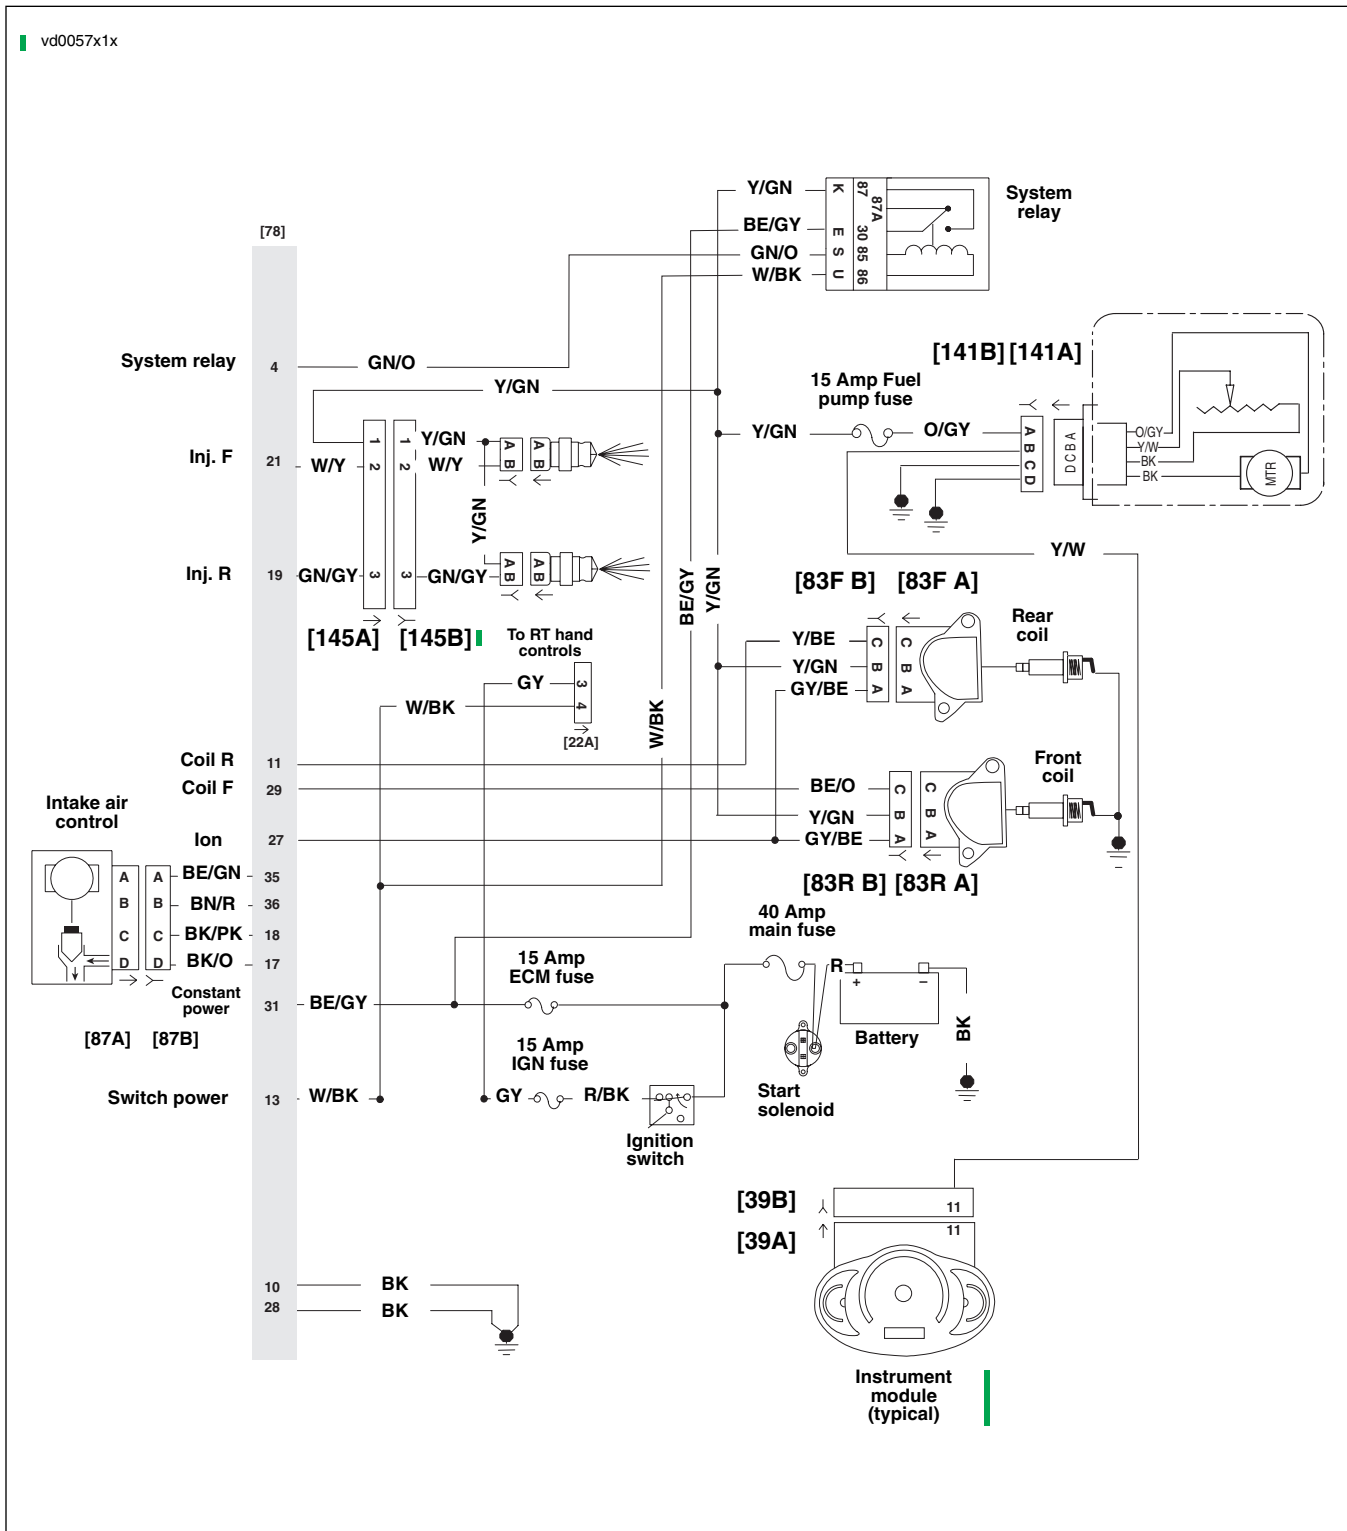 vd0057x1x
Y/GN
K
87
87A
System
relay
BE/GY
E
30
GN/O
S
85
W/BK
U
86
[78]
System relay
4
GN/O
Y/GN
[141B] [141A]
15 Amp Fuel
pump fuse
Y/GN
O/GY
A
B
C
D
D C B A
O/GY
Y/W
BK
BK
MTR
Inj. F
21
W/Y
1
2
3
1
2
3
Y/GN
W/Y
A
B
A
B
Y/GN
Inj. R
19
GN/GY
GN/GY
A
B
A
B
[145A]
[145B]
BE/GY
Y/GN
Y/W
[83F B]
[83F A]
To RT hand
controls
GY
3
W/BK
4
[22A]
W/BK
Y/BE
C
C
Y/GN
B
B
GY/BE
A
A
Rear
coil
Coil R
11
Coil F
29
BE/O
C
C
Y/GN
B
B
GY/BE
A
A
Front
coil
Ion
27
[83R B]
[83R A]
Intake air
control
A
A
BE/GN
35
B
B
BN/R
36
C
C
BK/PK
18
D
D
BK/O
17
[87A]
[87B]
Constant
power
31
BE/GY
15 Amp
ECM fuse
40 Amp
main fuse
R
+
–
Battery
BK
15 Amp
IGN fuse
Start
solenoid
Switch power
13
W/BK
GY
R/BK
Ignition
switch
[39B]
11
[39A]
11
10
BK
28
BK
Instrument
module
(typical)